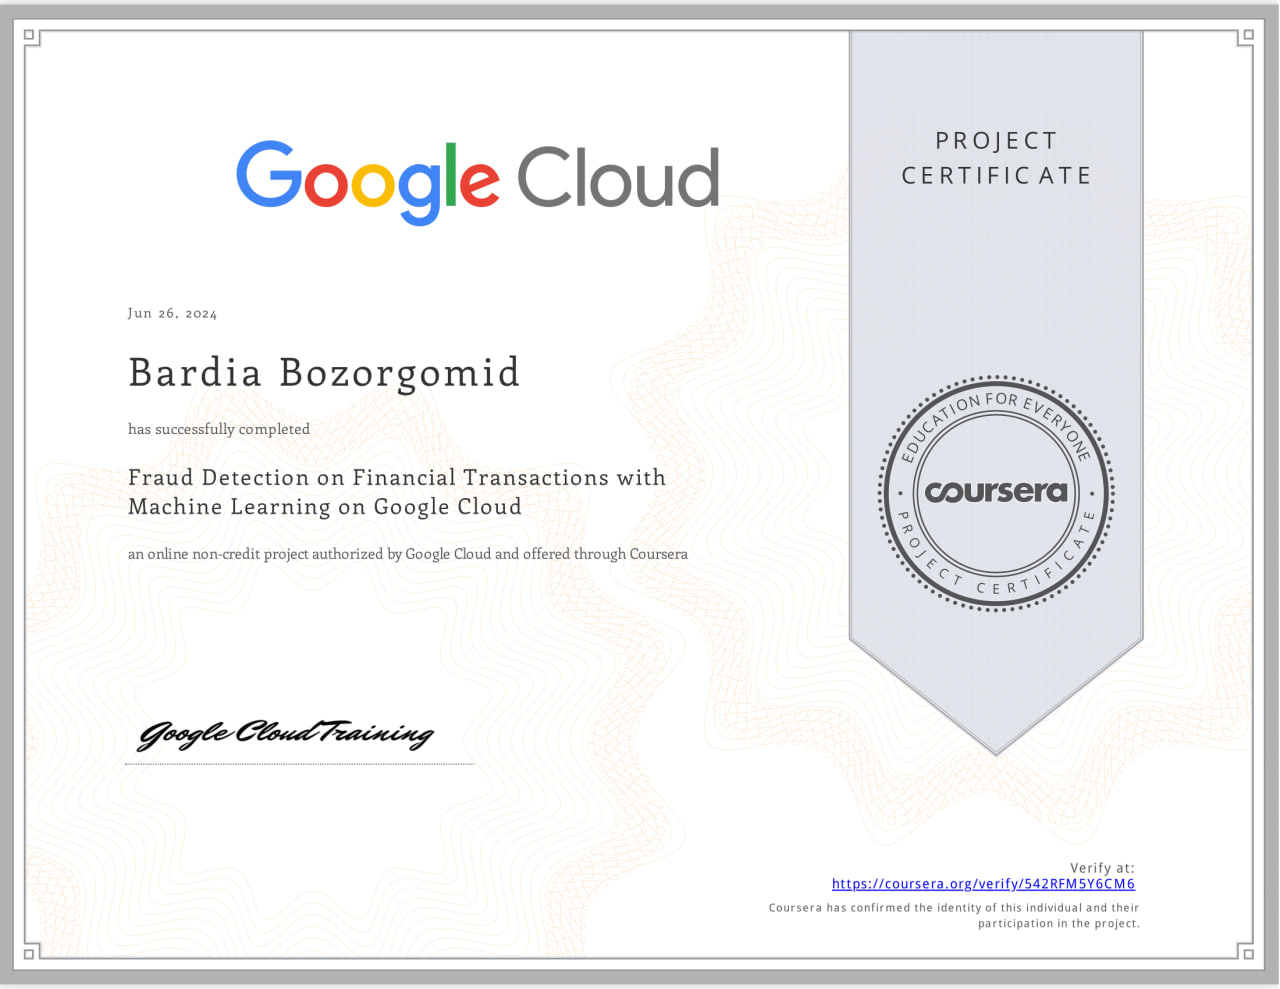 Google Cloud
PROJECT
CERTIFICATE
Jun 26, 2024
Bardia Bozorgomid
has successfully completed
Fraud Detection on Financial Transactions with
Machine Learning on Google Cloud
an online non-credit project authorized by Google Cloud and offered through Coursera
EDUCATION FOR EVERYONE
coursera
PROJECT CERTIFICATE
Google Cloud Training
Verify at:
https://coursera.org/verify/542RFM5Y6CM6
Coursera has confirmed the identity of this individual and their
participation in the project.